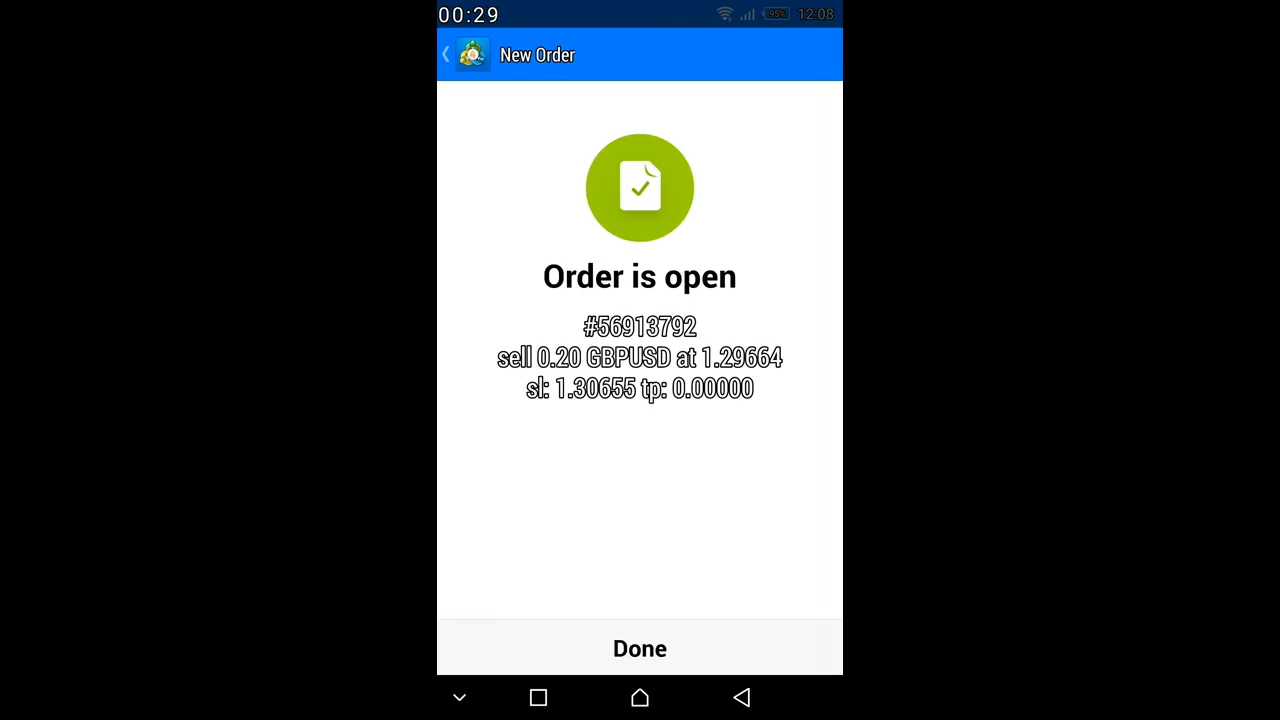 00:29
95%
12:08
New Order
Order is open
#56913792
sell 0.20 GBPUSD at 1.29664
sl: 1.30655 tp: 0.00000
Done